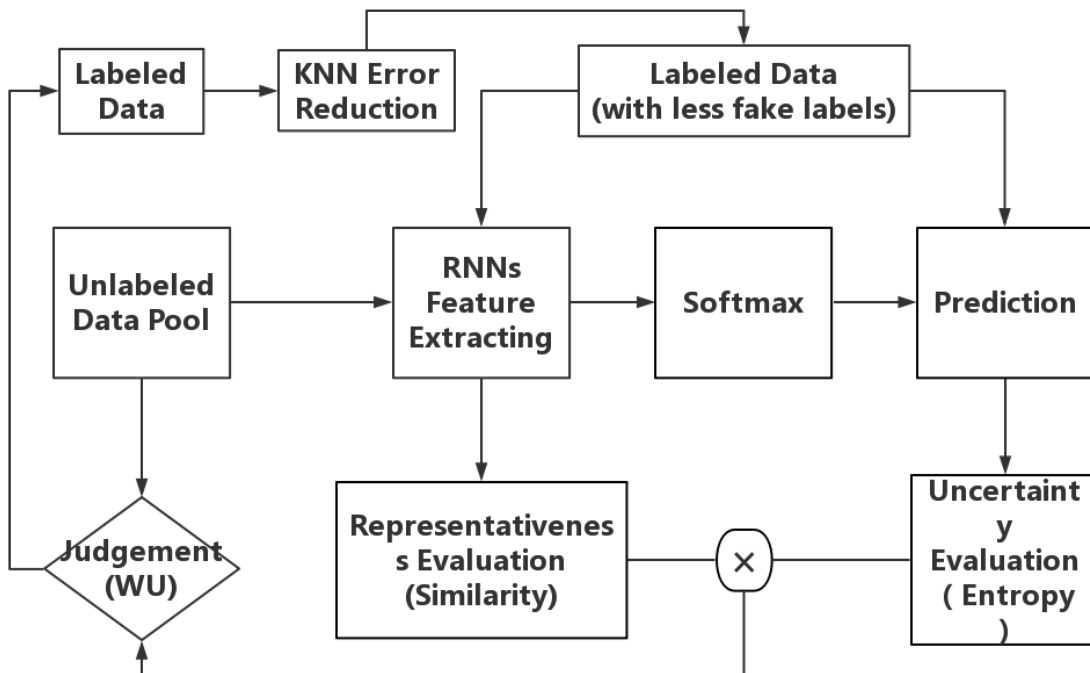 Labeled
Data
KNN Error
Reduction
Labeled Data
(with less fake labels)
Unlabeled
Data Pool
RNNs
Feature
Extracting
Softmax
Prediction
Judgement
(WU)
Representativenes
s Evaluation
(Similarity)
×
Uncertaint
y
Evaluation
( Entropy
)